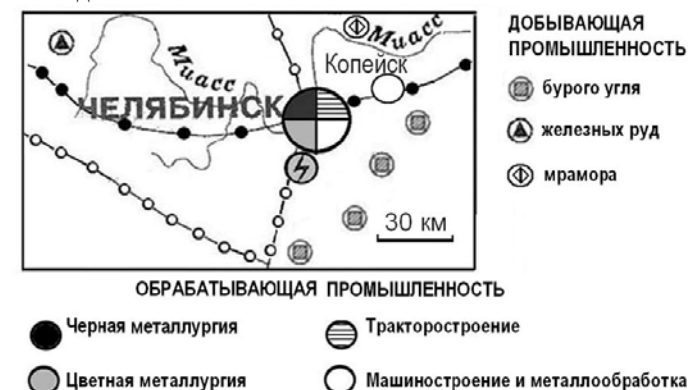 ДОБЫВАЮЩАЯ
ПРОМЫШЛЕННОСТЬ
Миасс
Миасс
Копейск
ЧЕЛЯБИНСК
бурого угля
железных руд
мрамора
30 км
ОБРАБАТЫВАЮЩАЯ ПРОМЫШЛЕННОСТЬ
Черная металлургия
Тракторостроение
Цветная металлургия
Машиностроение и металлообработка